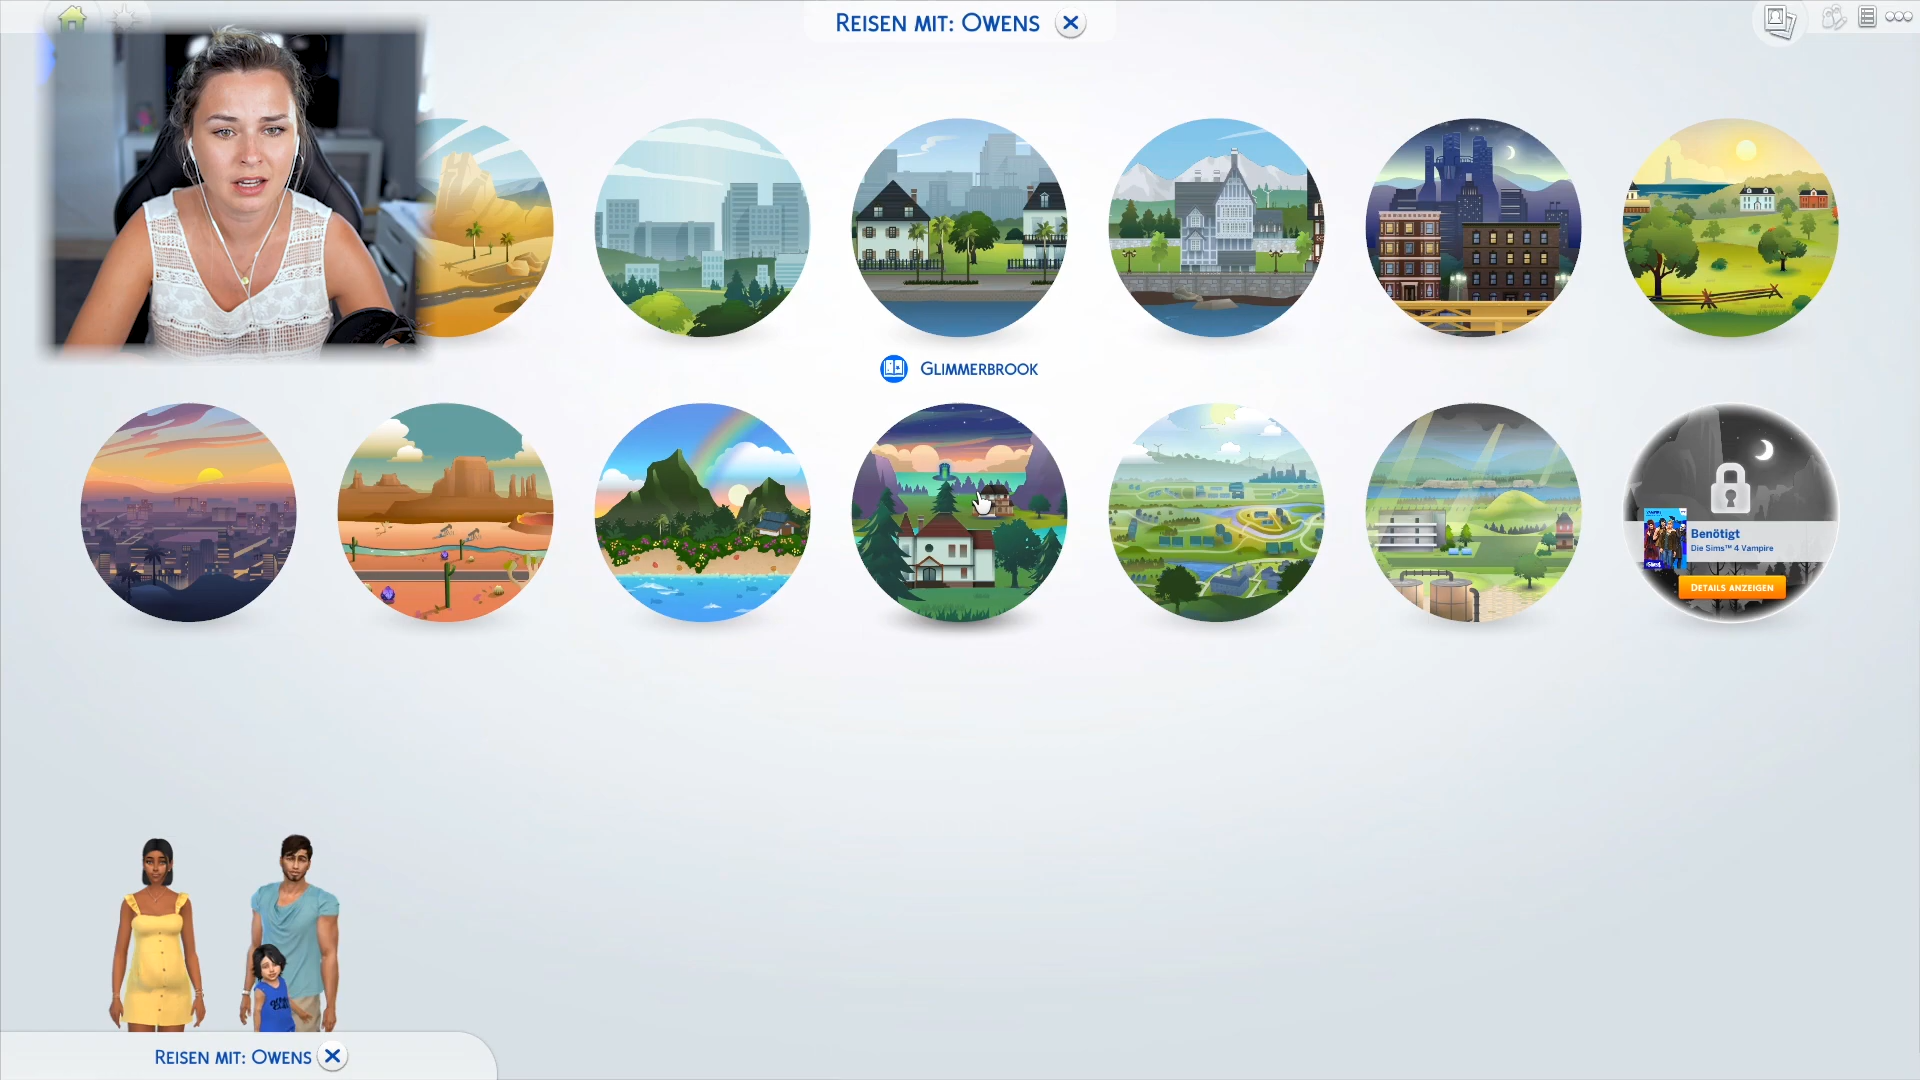 REISEN MIT: OWENS
GLIMMERBROOK
Benötigt
Die Sims™ 4 Vampire
DETAILS ANZEIGEN
REISEN MIT: OWENS